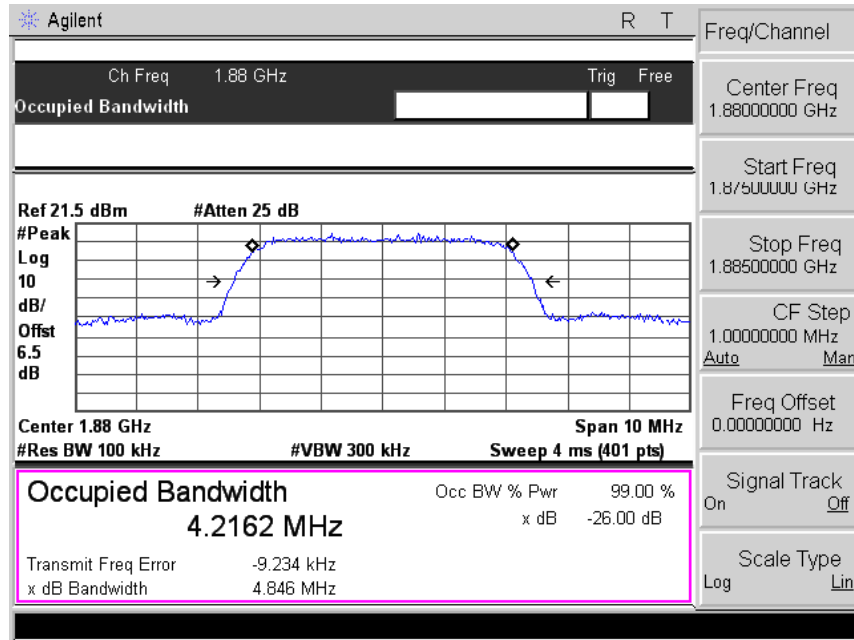 Agilent R T
Freq/Channel
Ch Freq 1.88 GHz Trig Free
Occupied Bandwidth
Center Freq
1.88000000 GHz
Start Freq
1.87500000 GHz
Stop Freq
1.88500000 GHz
CF Step
1.00000000 MHz
Auto Man
Freq Offset
0.00000000 Hz
Signal Track
On Off
Scale Type
Log Lin
Ref 21.5 dBm #Atten 25 dB
#Peak
Log
10
dB/
Offst
6.5
dB
Center 1.88 GHz Span 10 MHz
#Res BW 100 kHz #VBW 300 kHz Sweep 4 ms (401 pts)
Occupied Bandwidth
4.2162 MHz
Occ BW % Pwr 99.00 %
x dB -26.00 dB
Transmit Freq Error -9.234 kHz
x dB Bandwidth 4.846 MHz